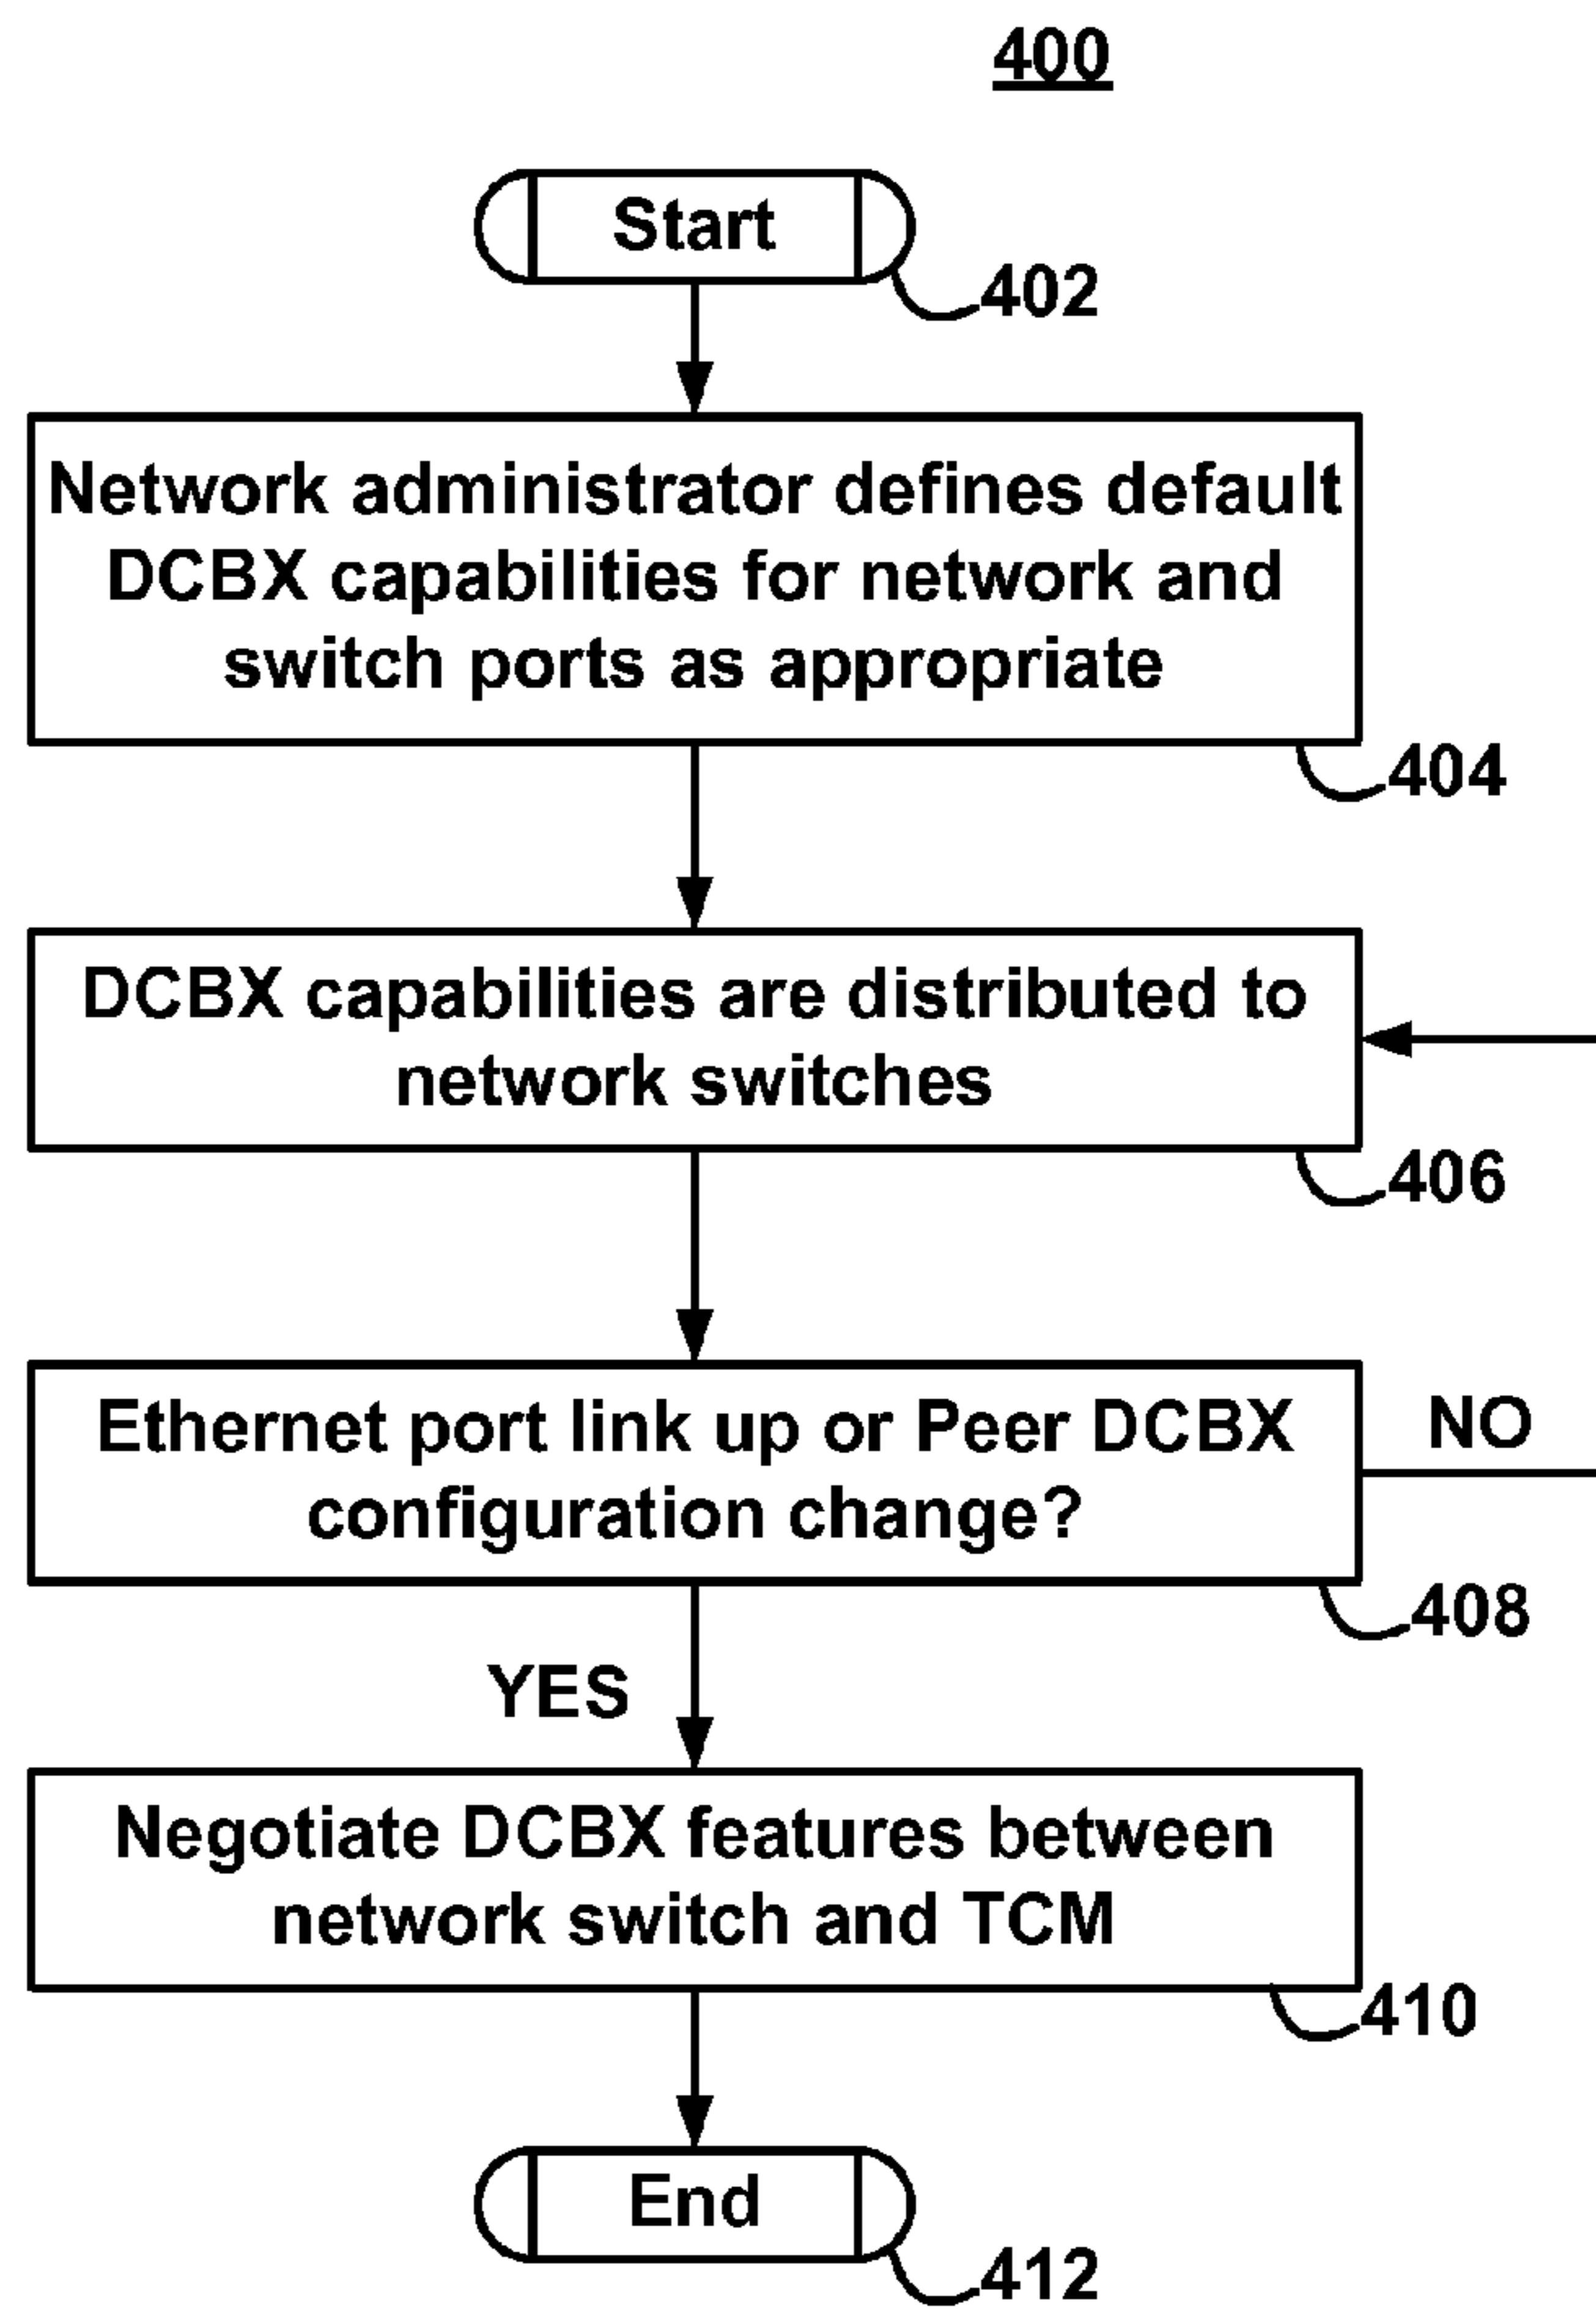 400
Start
402
Network administrator defines default
DCBX capabilities for network and
switch ports as appropriate
404
DCBX capabilities are distributed to
network switches
406
Ethernet port link up or Peer DCBX
configuration change?
NO
408
YES
Negotiate DCBX features between
network switch and TCM
410
End
412